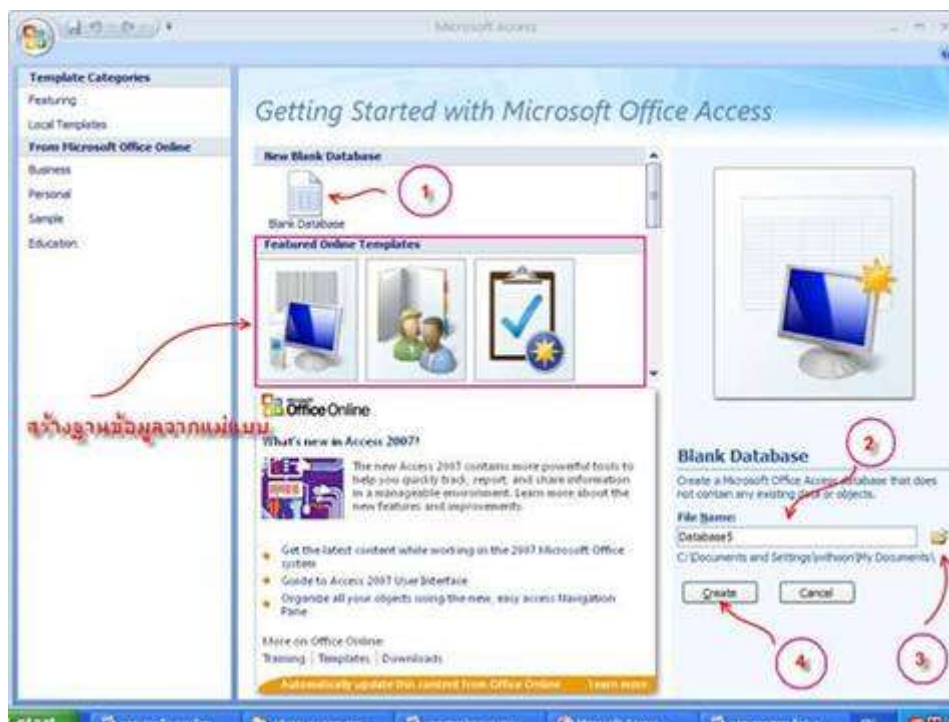 Microsoft Access
Template Categories
Featuring
Local Templates
From Microsoft Office Online
Business
Personal
Sample
Education
Getting Started with Microsoft Office Access
New Blank Database
1
Blank Database
Featured Online Templates
สร้างฐานข้อมูลจากแม่แบบ
Microsoft
Office Online
What's new in Access 2007?
The new Access 2007 contains more powerful tools to
help you quickly track, report, and share information
in a manageable environment. Learn more about the
new features and improvements.
Get the latest content while working in the 2007 Microsoft Office
system
Guide to Access 2007 User Interface
Organize all your objects using the new, easy access Navigation
Pane
More on Office Online:
Training | Templates | Downloads
Automatically update this content from Office Online
Learn more
2
Blank Database
Create a Microsoft Office Access database that does
not contain any existing data or objects.
File Name:
Database5
C:\Documents and Settings\withoon\My Documents\
Create
Cancel
4
3
start